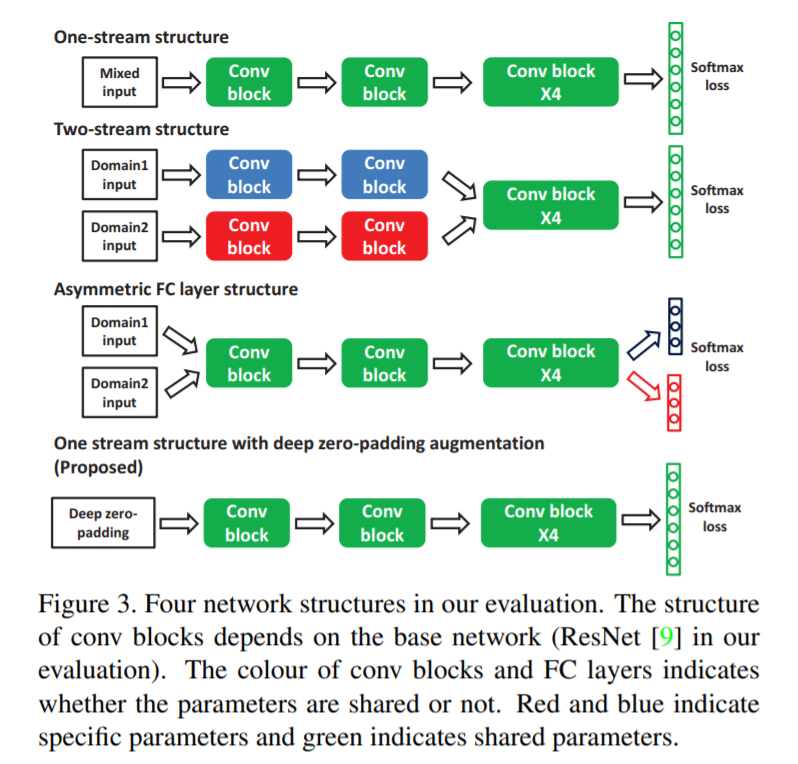 One-stream structure
Mixed input
Conv block
Conv block
Conv block X4
Softmax loss
Two-stream structure
Domain1 input
Conv block
Conv block
Domain2 input
Conv block
Conv block
Conv block X4
Softmax loss
Asymmetric FC layer structure
Domain1 input
Domain2 input
Conv block
Conv block
Conv block X4
Softmax loss
One stream structure with deep zero-padding augmentation
(Proposed)
Deep zero-padding
Conv block
Conv block
Conv block X4
Softmax loss
Figure 3. Four network structures in our evaluation. The structure
of conv blocks depends on the base network (ResNet [9] in our
evaluation). The colour of conv blocks and FC layers indicates
whether the parameters are shared or not. Red and blue indicate
specific parameters and green indicates shared parameters.